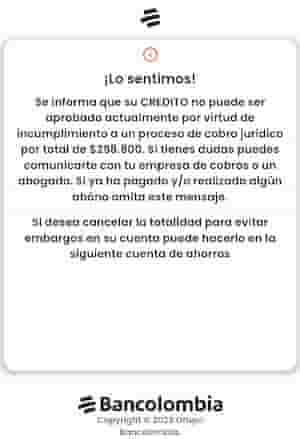 ¡Lo sentimos!
Se informa que su CREDITO no puede ser
aprobado actualmente por virtud de
incumplimiento a un proceso de cobro jurídico
por total de $298.800. Si tienes dudas puedes
comunicarte con tu empresa de cobros o un
abogado. Si ya ha pagado y/o realizado algún
abóno omita este mensaje.
Si desea cancelar la totalidad para evitar
embargos en su cuenta puede hacerlo en la
siguiente cuenta de ahorros
Bancolombia
Copyright © 2023 Grupo
Bancolombia.